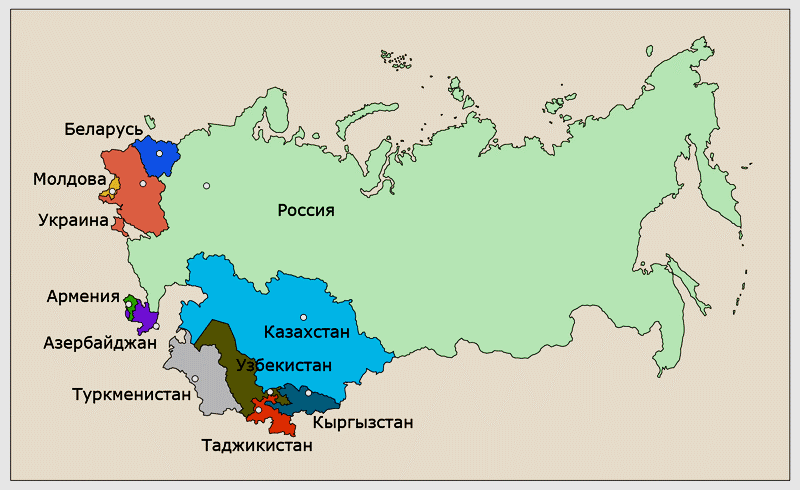 Беларусь
Молдова
Россия
Украина
Армения
Казахстан
Азербайджан
Узбекистан
Туркменистан
Кыргызстан
Таджикистан